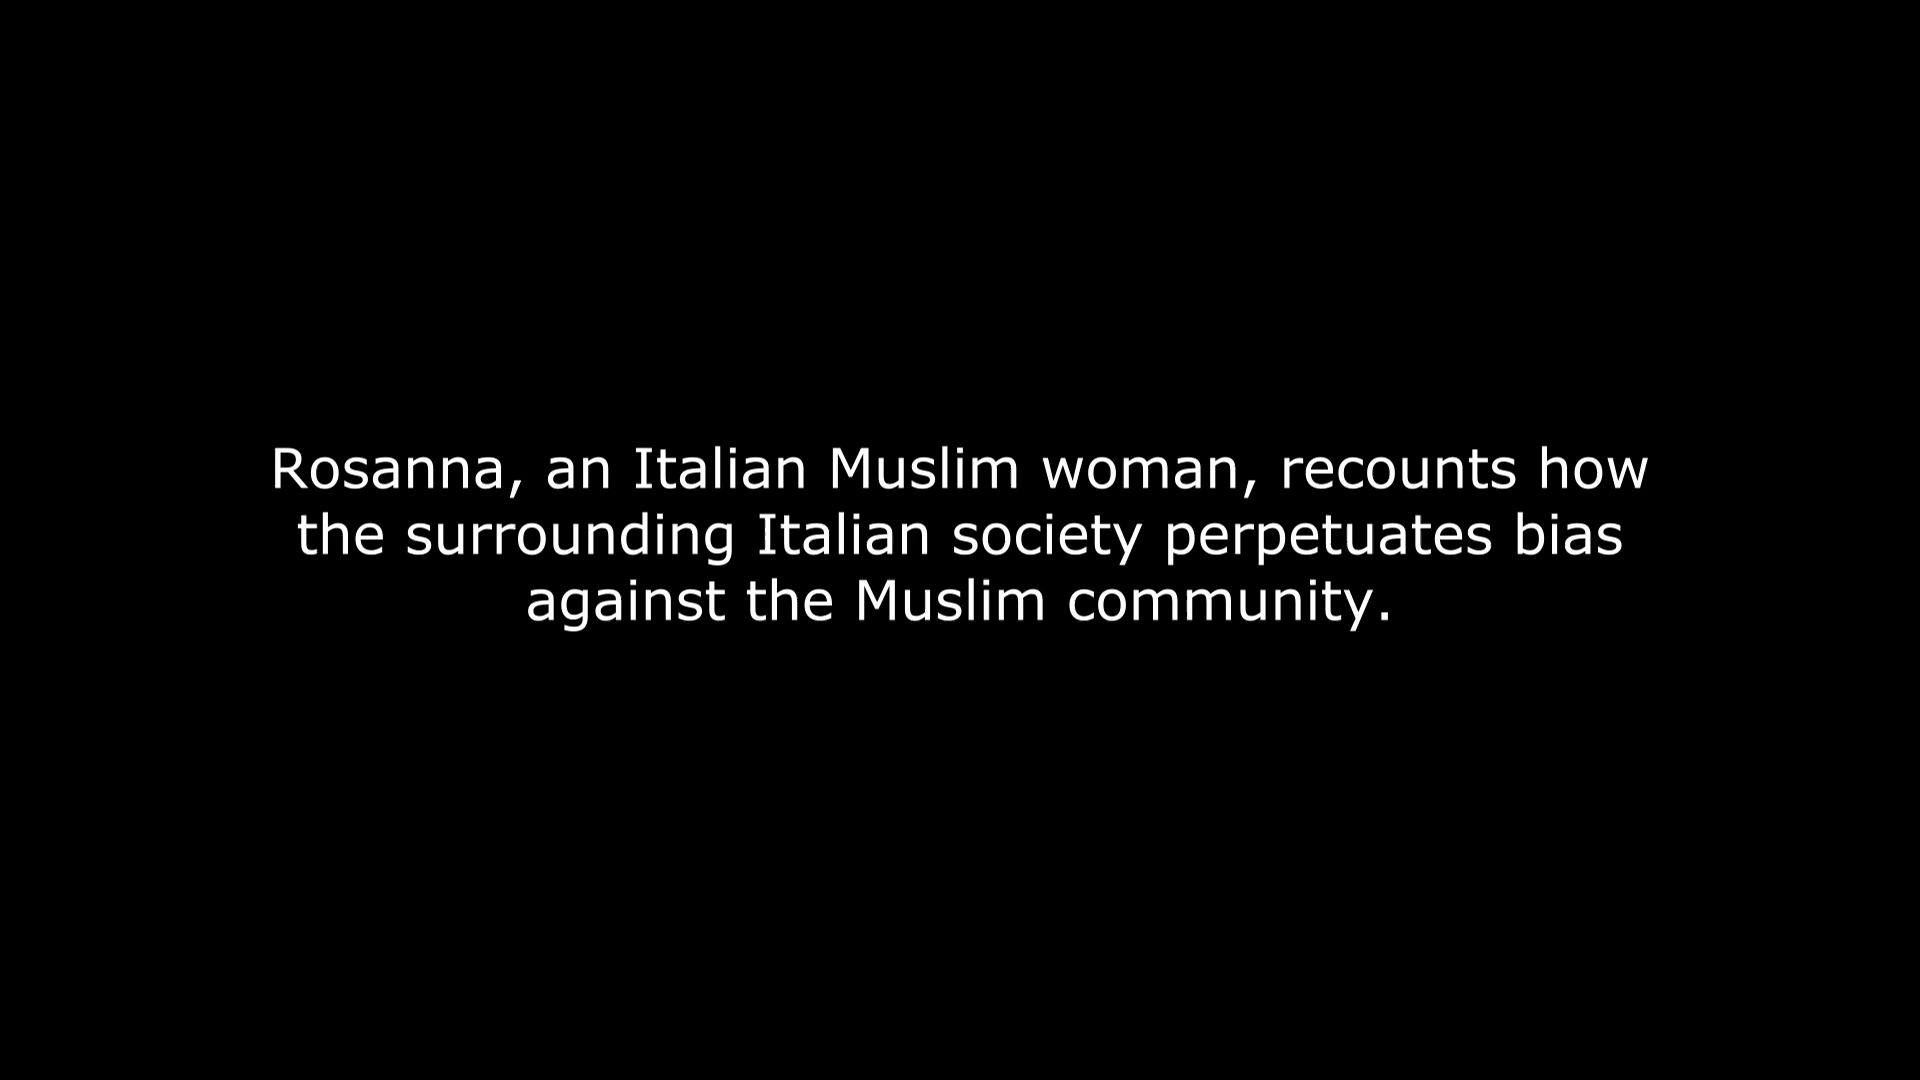 Rosanna, an Italian Muslim woman, recounts how
the surrounding Italian society perpetuates bias
against the Muslim community.